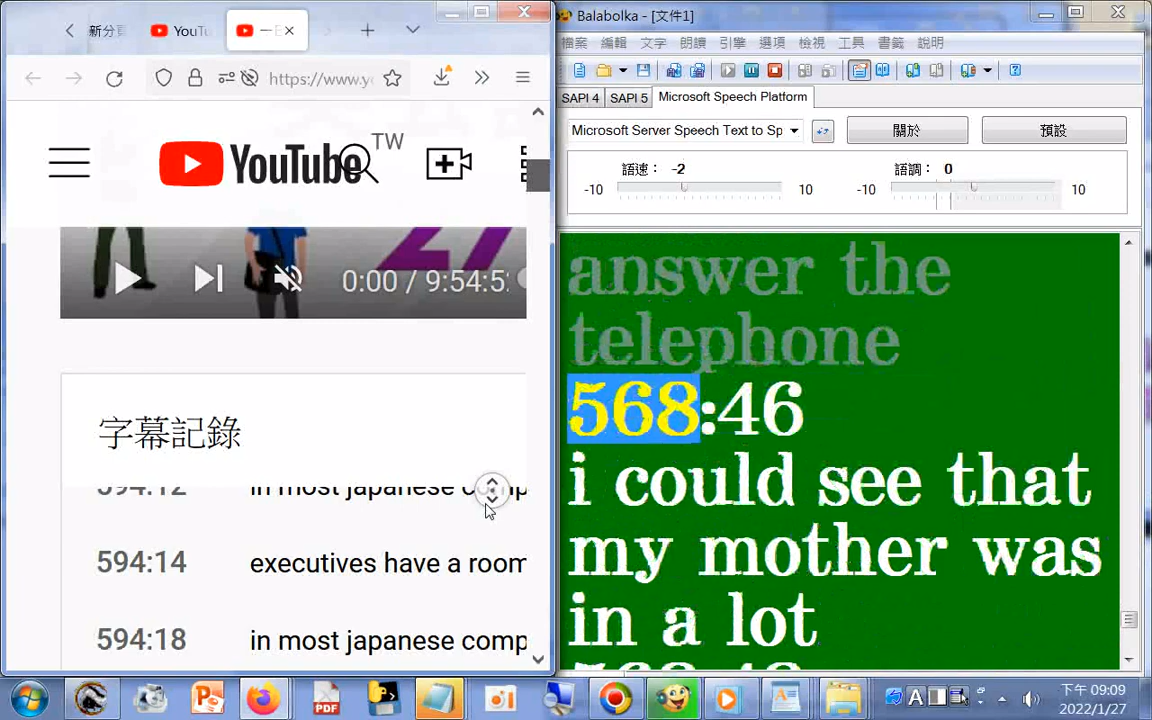 新分頁
YouTu
https://www.y
YouTube TW
27
0:00 / 9:54:5
字幕記錄
594:12 in most japanese comp
594:14 executives have a room
594:18 in most japanese comp
Balabolka - [文件1]
檔案 編輯 文字 朗讀 引擎 選項 檢視 工具 書籤 說明
SAPI 4 SAPI 5 Microsoft Speech Platform
Microsoft Server Speech Text to Sp
關於 預設
語速： -2 語調： 0
-10 10 -10 10
answer the
telephone
568:46
i could see that
my mother was
in a lot
568:48
PDF
A
下午 09:09
2022/1/27